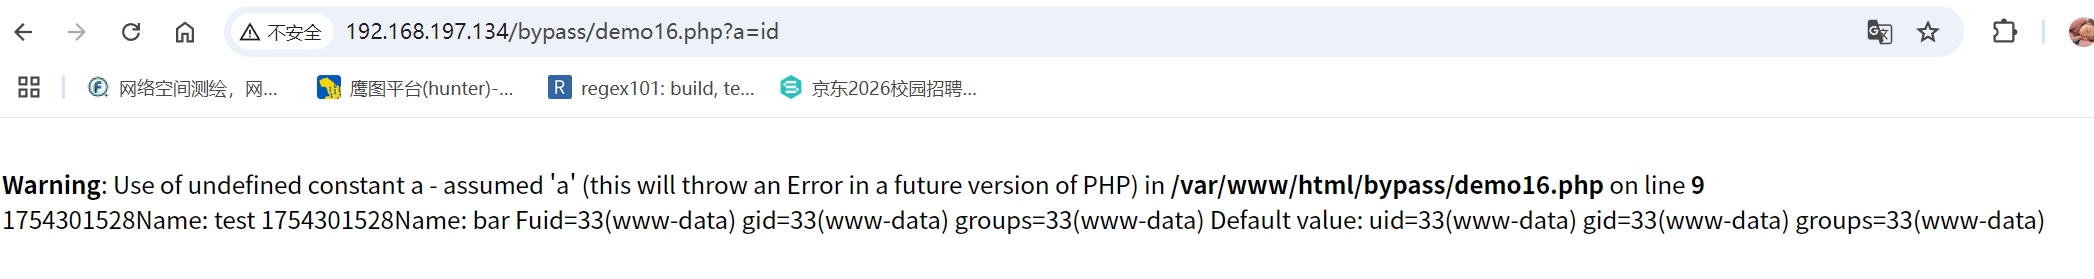 不安全 192.168.197.134/bypass/demo16.php?a=id
网络空间测绘，网... 鹰图平台(hunter)-... R regex101: build, te... 京东2026校园招聘...
Warning: Use of undefined constant a - assumed 'a' (this will throw an Error in a future version of PHP) in /var/www/html/bypass/demo16.php on line 9
1754301528Name: test 1754301528Name: bar Fuid=33(www-data) gid=33(www-data) groups=33(www-data) Default value: uid=33(www-data) gid=33(www-data) groups=33(www-data)